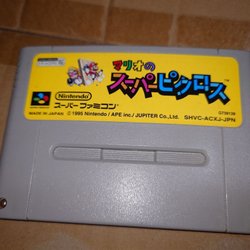 マリオの
スーパーピクロス
Nintendo
スーパーファミコン
MADE IN JAPAN
© 1995 Nintendo / APE inc./ JUPITER Co., Ltd.
SHVC-ACXJ-JPN